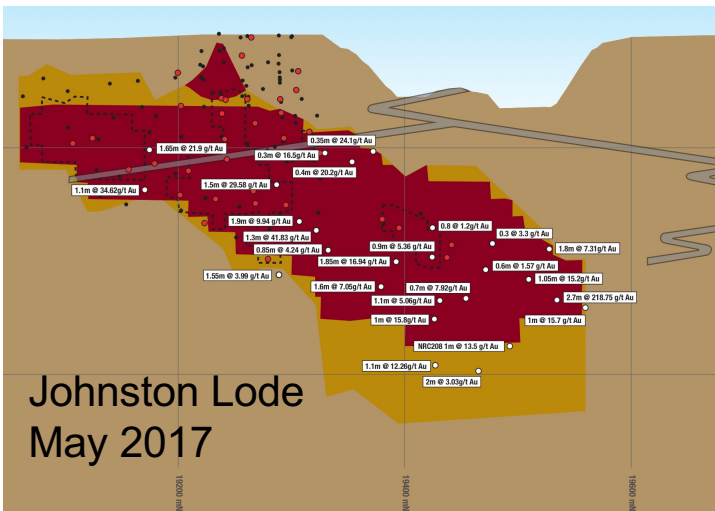 0.35m @ 24.1g/t Au
1.65m @ 21.9 g/t Au
0.3m @ 16.5g/t Au
0.4m @ 20.2g/t Au
1.1m @ 34.62g/t Au
1.5m @ 29.58 g/t Au
1.9m @ 9.94 g/t Au
0.8 @ 1.2g/t Au
1.3m @ 41.83 g/t Au
0.3 @ 3.3 g/t Au
0.85m @ 4.24 g/t Au
0.9m @ 5.36 g/t Au
1.8m @ 7.31g/t Au
1.85m @ 16.94 g/t Au
0.6m @ 1.57 g/t Au
1.55m @ 3.99 g/t Au
1.05m @ 15.2g/t Au
1.6m @ 7.05g/t Au
0.7m @ 7.92g/t Au
1.1m @ 5.06g/t Au
2.7m @ 218.75 g/t Au
1m @ 15.8g/t Au
1m @ 15.7 g/t Au
NRC208 1m @ 13.5 g/t Au
1.1m @ 12.26g/t Au
2m @ 3.03g/t Au
Johnston Lode
May 2017
19200 mN
19400 mN
19600 mN